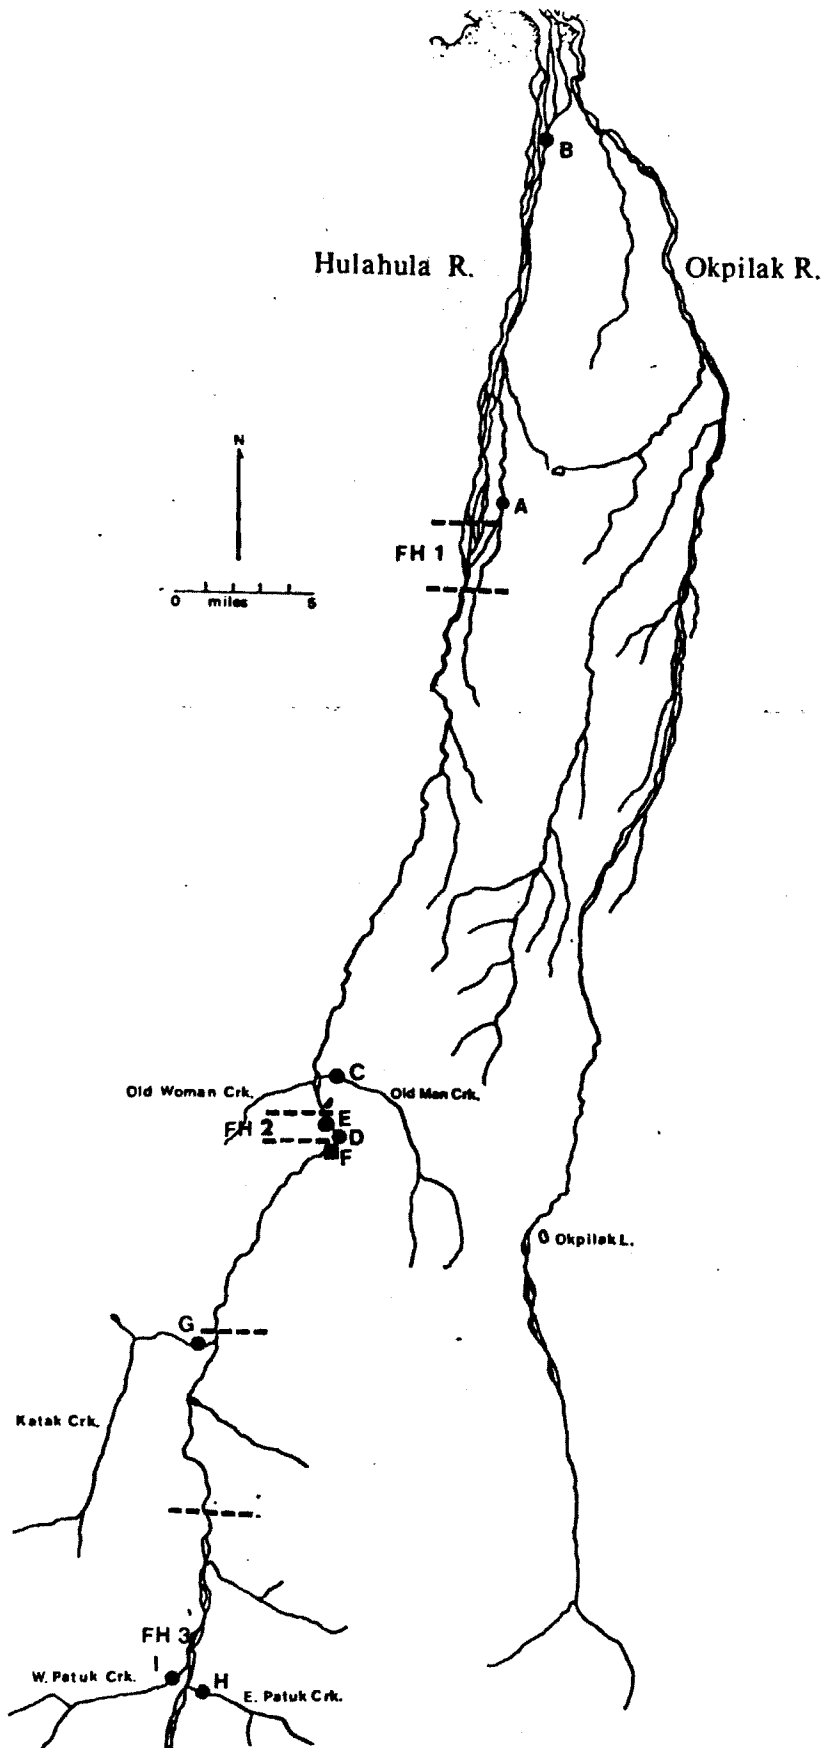 B
Hulahula R.
Okpilak R.
N
A
FH 1
0 miles 5
C
Old Woman Crk.
Old Man Crk.
E
FH 2
D
F
Okpilak L.
G
Katak Crk.
FH 3
I
W. Patuk Crk.
H
E. Patuk Crk.